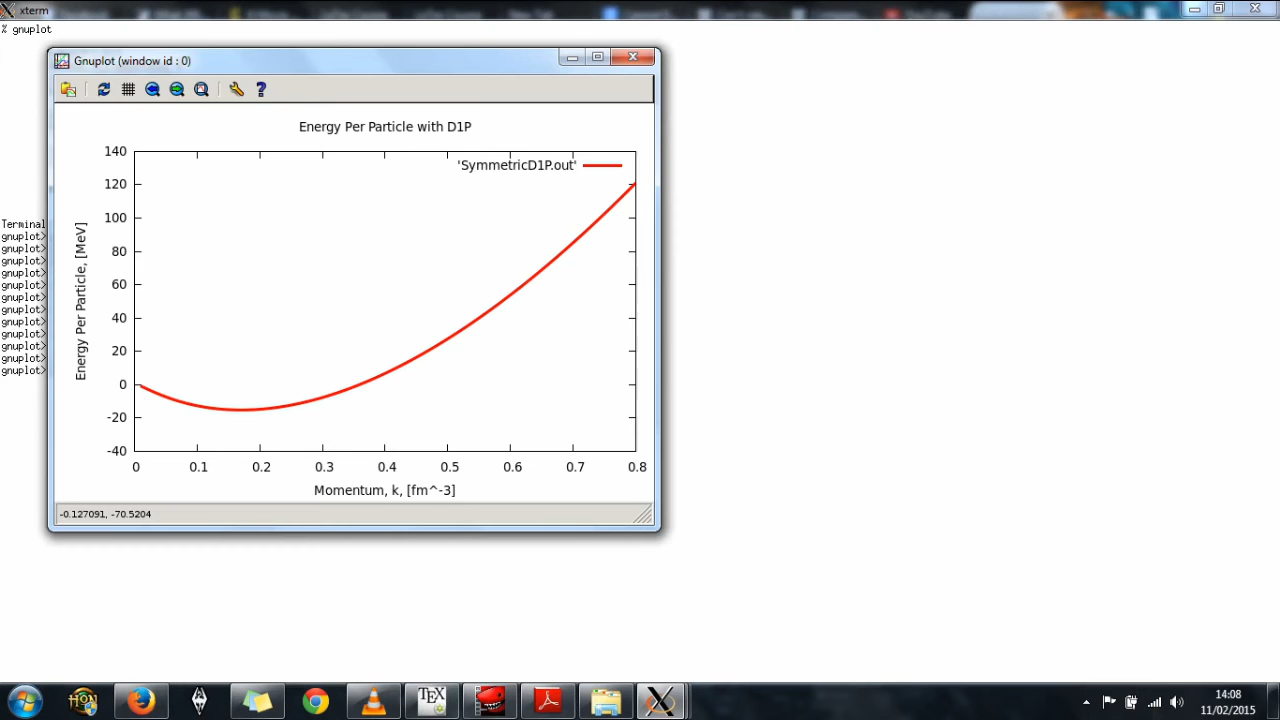 xterm
% gnuplot
Gnuplot (window id : 0)
Energy Per Particle with D1P
'SymmetricD1P.out'
140
120
100
80
60
40
20
0
-20
-40
Energy Per Particle, [MeV]
0 0.1 0.2 0.3 0.4 0.5 0.6 0.7 0.8
Momentum, k, [fm^-3]
-0.127091, -70.5204
Terminal
gnuplot>
gnuplot>
gnuplot>
gnuplot>
gnuplot>
gnuplot>
gnuplot>
gnuplot>
gnuplot>
gnuplot>
gnuplot>
gnuplot>
HON
TEX
14:08
11/02/2015